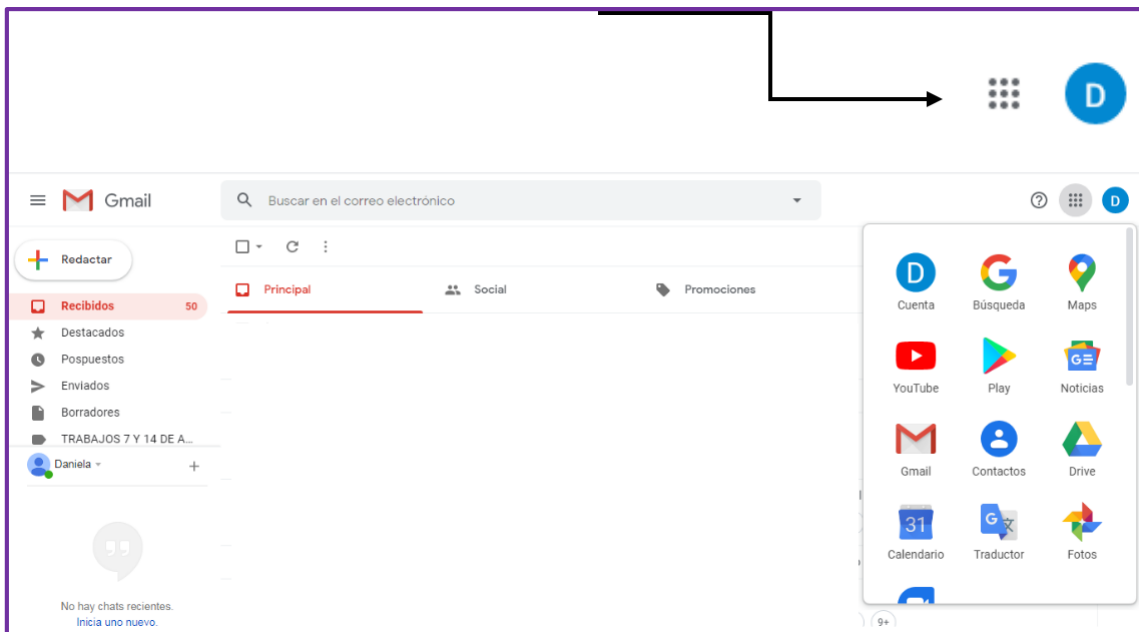 D
Gmail
Buscar en el correo electrónico
D
Redactar
Principal
Social
Promociones
Recibidos 50
Destacados
Pospuestos
Enviados
Borradores
TRABAJOS 7 Y 14 DE A...
Daniela
No hay chats recientes.
Inicia uno nuevo.
D
Cuenta
G
Búsqueda
Maps
YouTube
Play
GE
Noticias
Gmail
Contactos
Drive
31
Calendario
G
Traductor
Fotos
9+